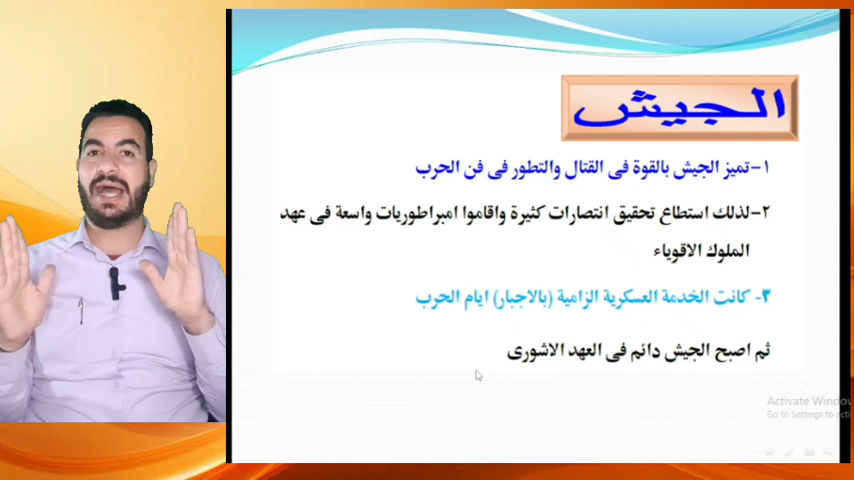 الجيش
١-تميز الجيش بالقوة فى القتال والتطور فى فن الحرب
٢-لذلك استطاع تحقيق انتصارات كثيرة واقاموا امبراطوريات واسعة فى عهد
الملوك الاقوياء
٣- كانت الخدمة العسكرية الزامية (بالاجبار) ايام الحرب
ثم اصبح الجيش دائم فى العهد الاشورى
Activate Windo
Go to Settings to acti